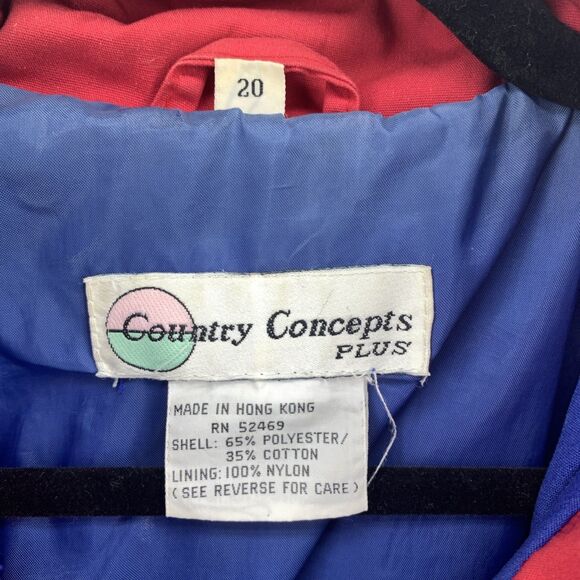 20
Country Concepts
PLUS
MADE IN HONG KONG
RN 52469
SHELL: 65% POLYESTER/
35% COTTON
LINING: 100% NYLON
(SEE REVERSE FOR CARE)